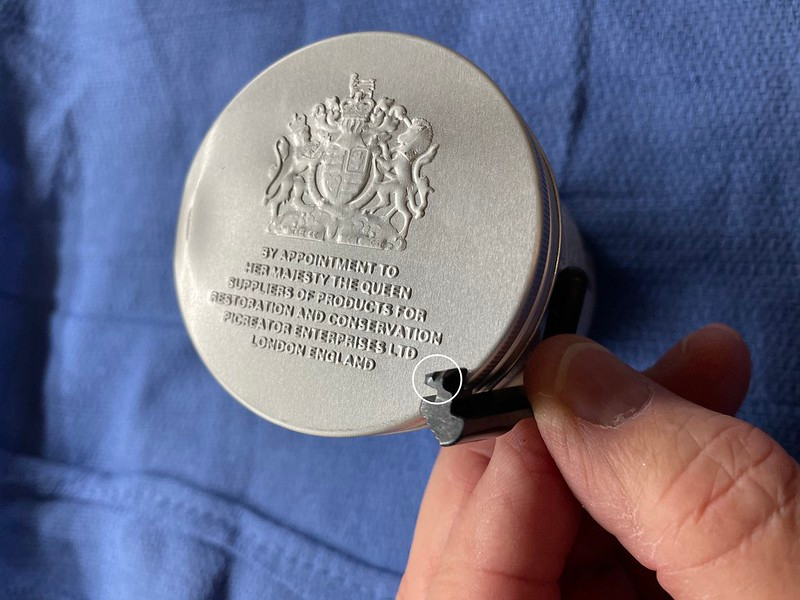 BY APPOINTMENT TO
HER MAJESTY THE QUEEN
SUPPLIERS OF PRODUCTS FOR
RESTORATION AND CONSERVATION
PICREATOR ENTERPRISES LTD
LONDON ENGLAND